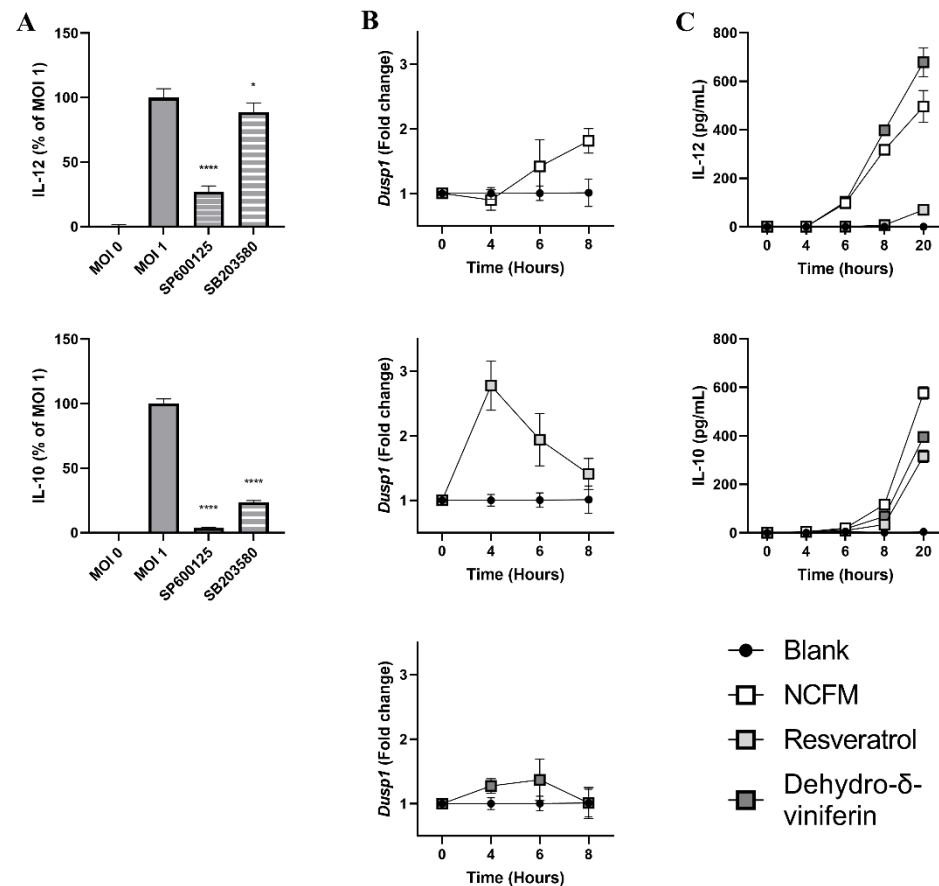 A
IL-12 (% of MOI 1)
150
100
50
0
*
****
MOI 0
MOI 1
SP600125
SB203580
IL-10 (% of MOI 1)
150
100
50
0
****
****
MOI 0
MOI 1
SP600125
SB203580
B
Dusp1 (Fold change)
3
2
1
0 4 6 8
Time (Hours)
Dusp1 (Fold change)
3
2
1
0 4 6 8
Time (Hours)
Dusp1 (Fold change)
3
2
1
0 4 6 8
Time (Hours)
C
IL-12 (pg/mL)
800
600
400
200
0
0 4 6 8 20
Time (hours)
IL-10 (pg/mL)
800
600
400
200
0
0 4 6 8 20
Time (hours)
Blank
NCFM
Resveratrol
Dehydro-δ-
viniferin